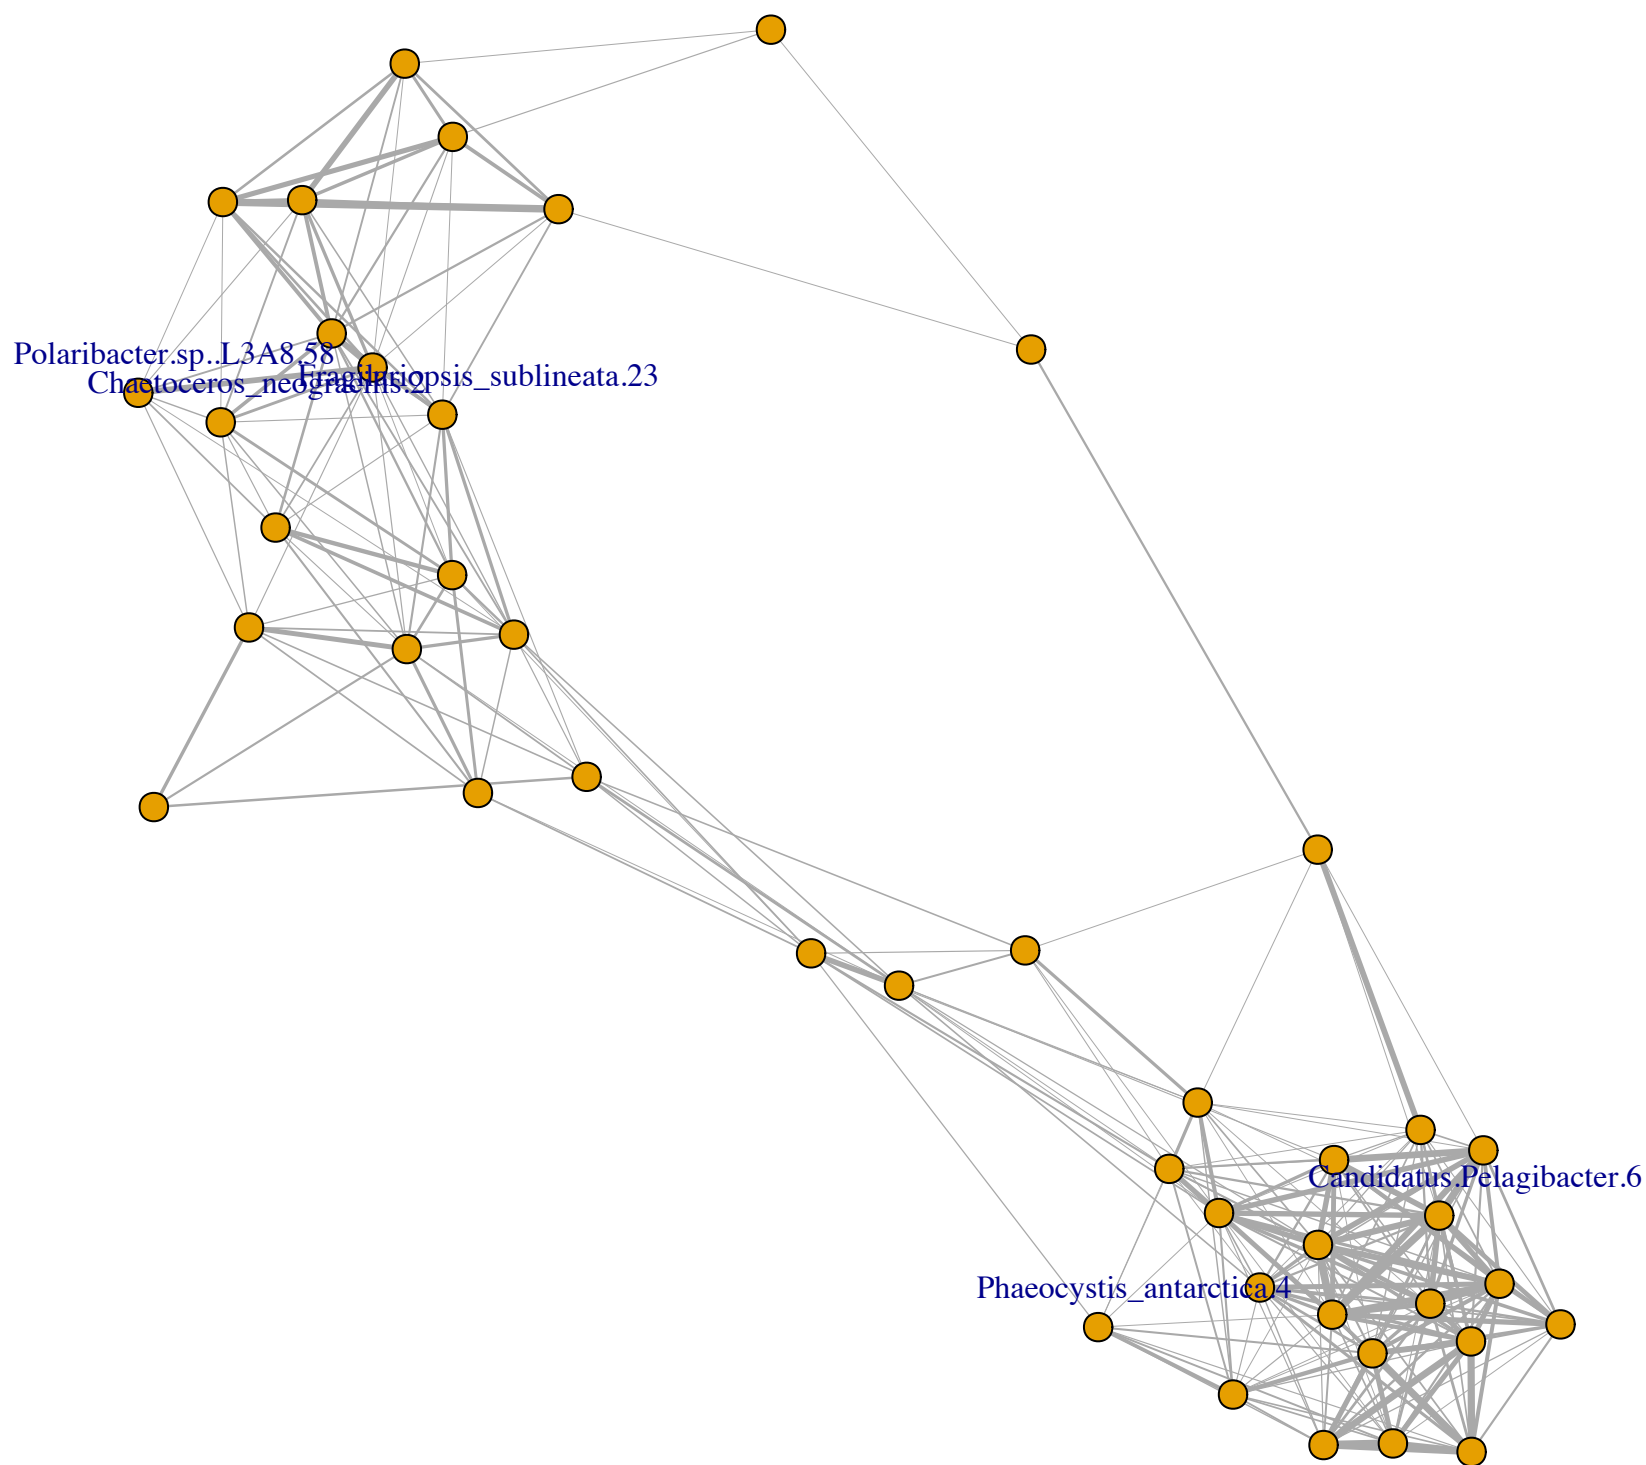 Polaribacter.sp..L3A8.58
Fragilariopsis_sublineata.23
Chaetoceros_neogracilis.2
Candidatus.Pelagibacter.6
Phaeocystis_antarctica.4